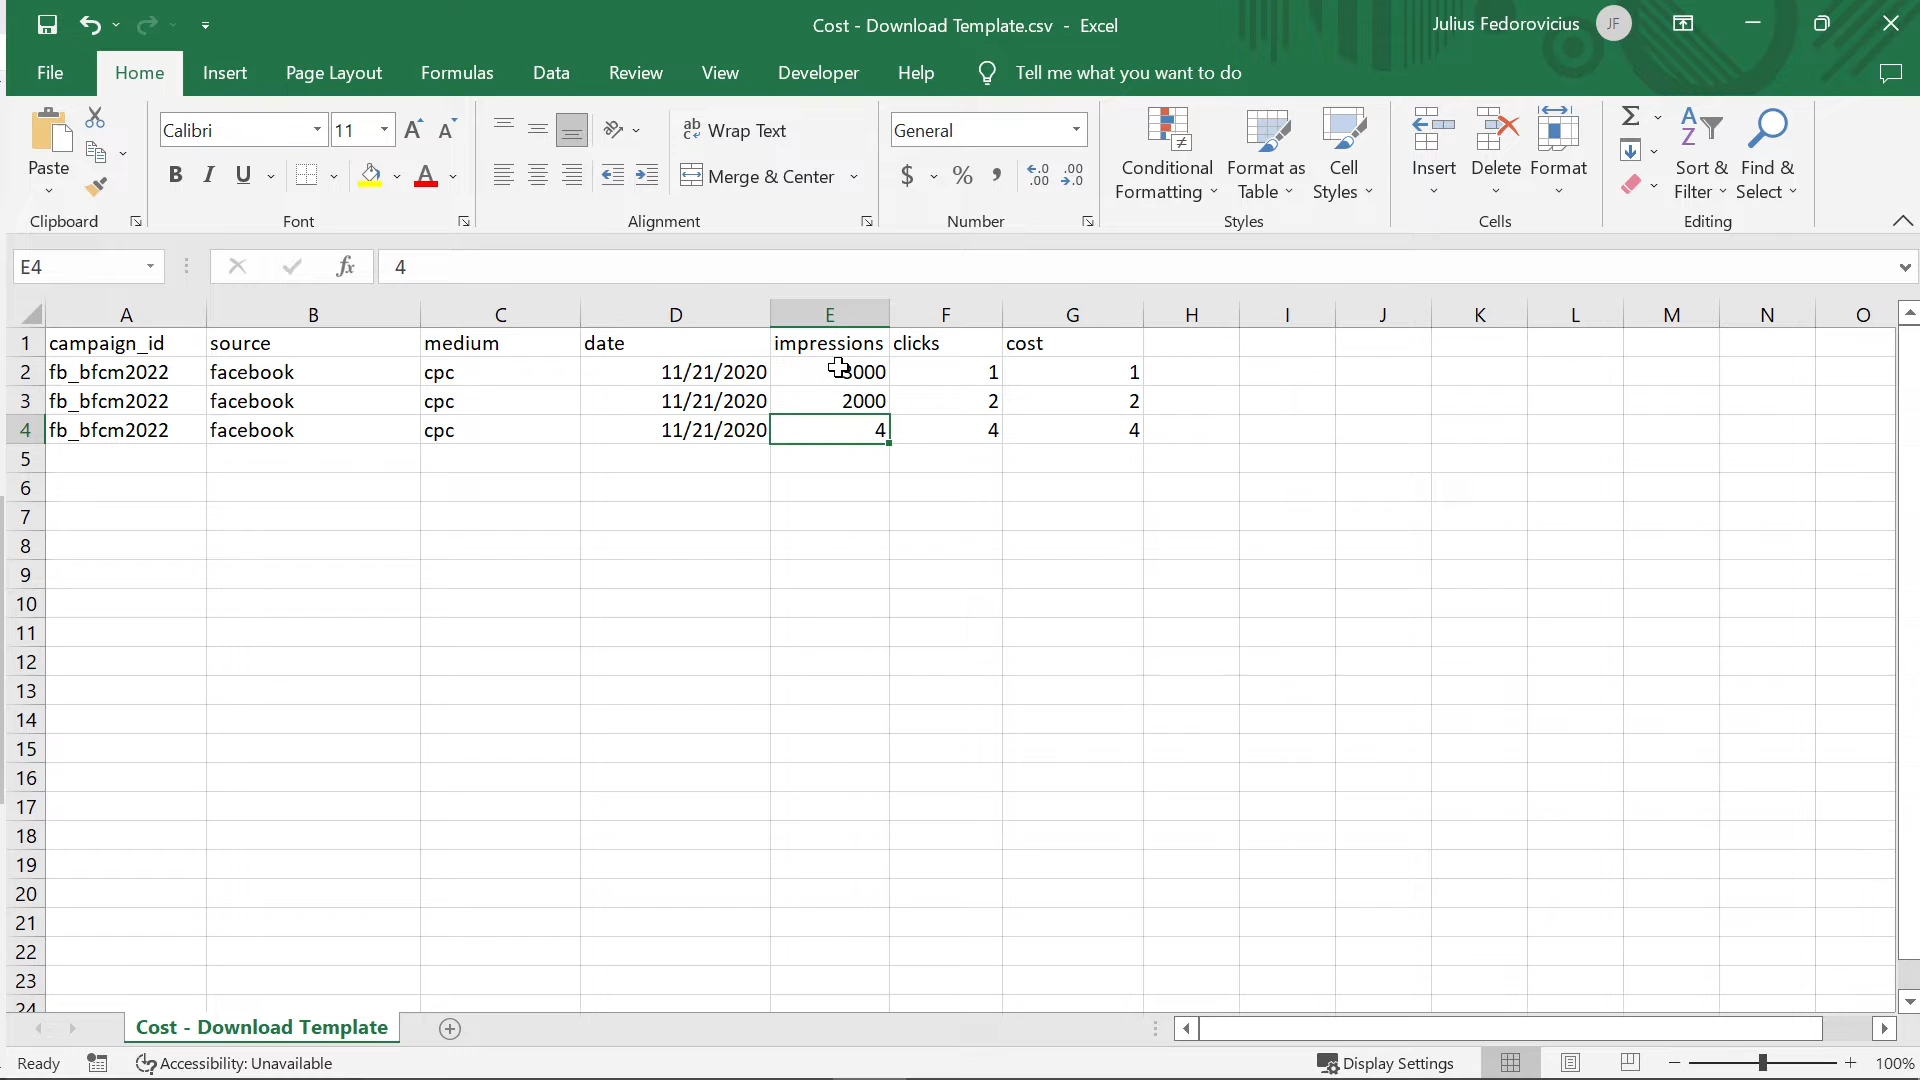 Cost - Download Template.csv - Excel
Julius Fedorovicius JF
File Home Insert Page Layout Formulas Data Review View Developer Help Tell me what you want to do
Calibri 11
ab Wrap Text
General
Paste
B I U A
Merge & Center
$ % , .00
Conditional Formatting
Format as Table
Cell Styles
Insert Delete Format
Sort & Filter
Find & Select
Clipboard Font Alignment Number Styles Cells Editing
E4 fx 4
A B C D E F G H I J K L M N O
1 campaign_id source medium date impressions clicks cost
2 fb_bfcm2022 facebook cpc 11/21/2020 3000 1 1
3 fb_bfcm2022 facebook cpc 11/21/2020 2000 2 2
4 fb_bfcm2022 facebook cpc 11/21/2020 4 4 4
5
6
7
8
9
10
11
12
13
14
15
16
17
18
19
20
21
22
23
24
Cost - Download Template
Ready Accessibility: Unavailable Display Settings 100%